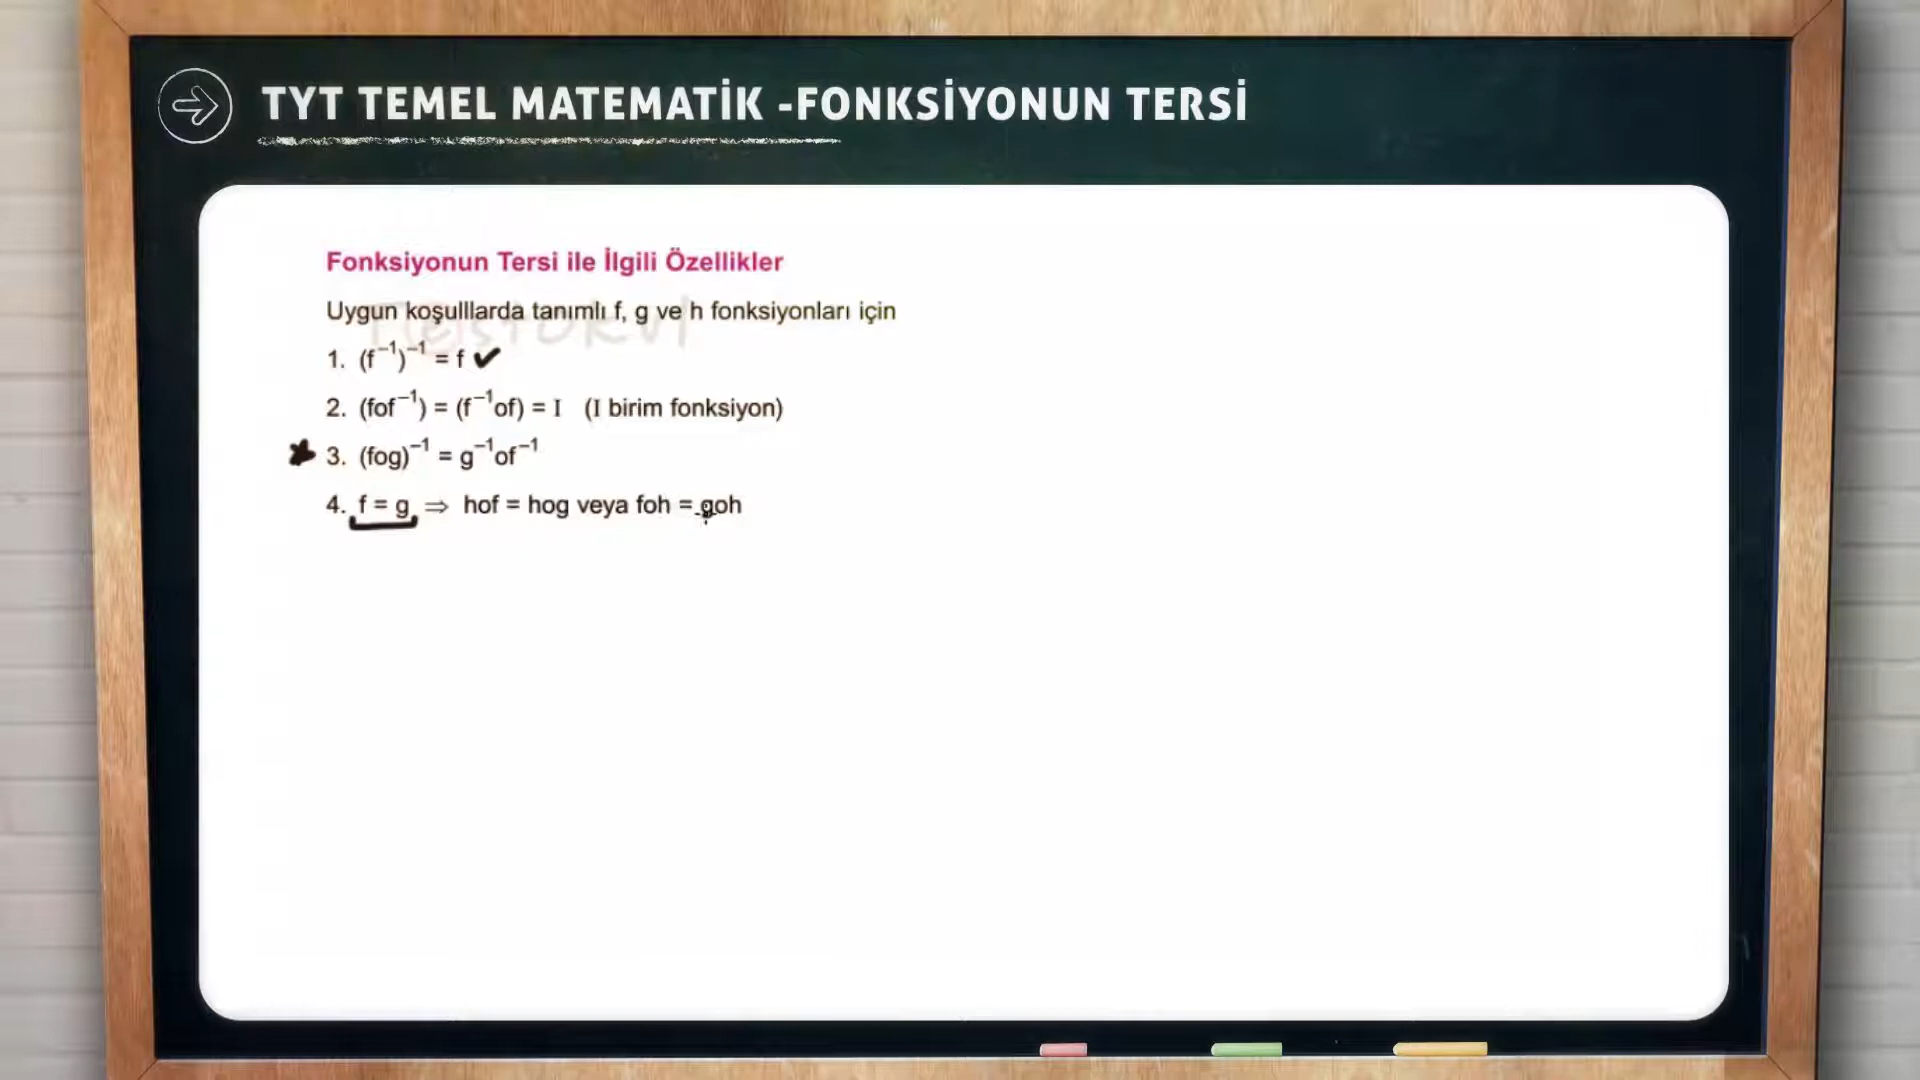 TYT TEMEL MATEMATİK -FONKSİYONUN TERSİ
Fonksiyonun Tersi ile İlgili Özellikler
Uygun koşulllarda tanımlı f, g ve h fonksiyonları için
1. (f⁻¹)⁻¹ = f ✔
2. (fof⁻¹) = (f⁻¹of) = I (I birim fonksiyon)
3. (fog)⁻¹ = g⁻¹of⁻¹
4. f = g ⇒ hof = hog veya foh = goh